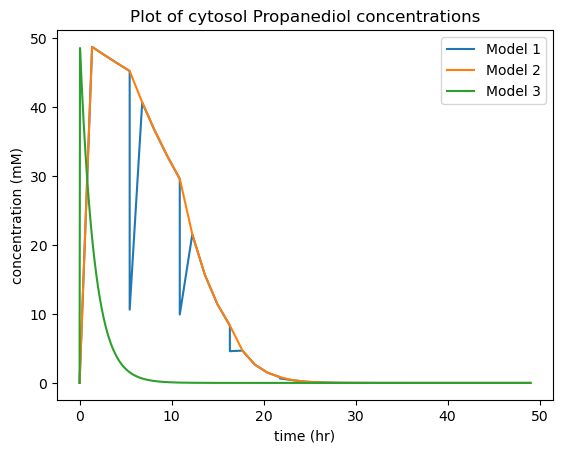 Plot of cytosol Propanediol concentrations
Model 1
Model 2
Model 3
concentration (mM)
50
40
30
20
10
0
0 10 20 30 40 50
time (hr)